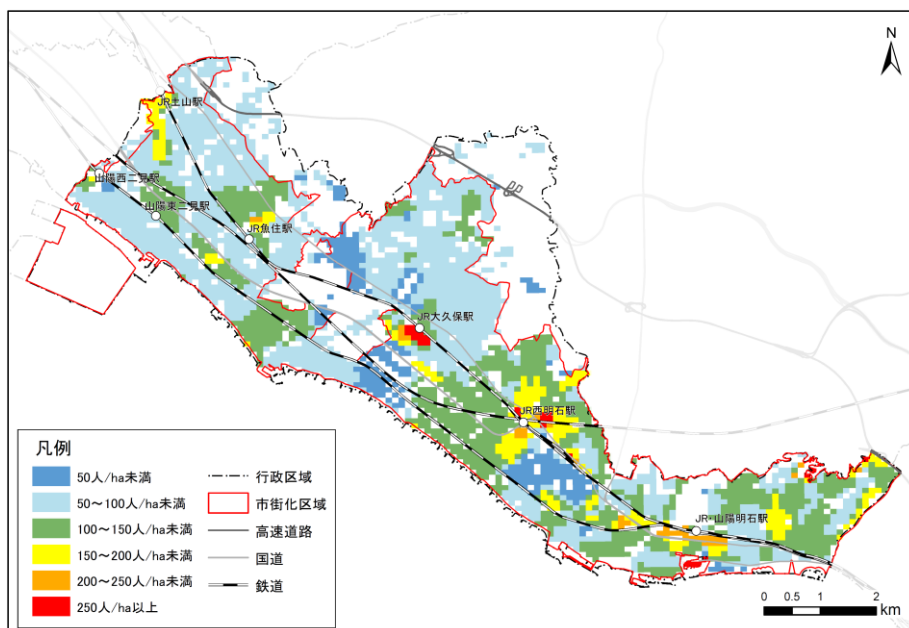 N
JR土山駅
山陽西二見駅
山陽東二見駅
JR魚住駅
JR大久保駅
JR西明石駅
JR・山陽明石駅
凡例
50人/ha未満
50～100人/ha未満
100～150人/ha未満
150～200人/ha未満
200～250人/ha未満
250人/ha以上
行政区域
市街化区域
高速道路
国道
鉄道
0 0.5 1 2
km